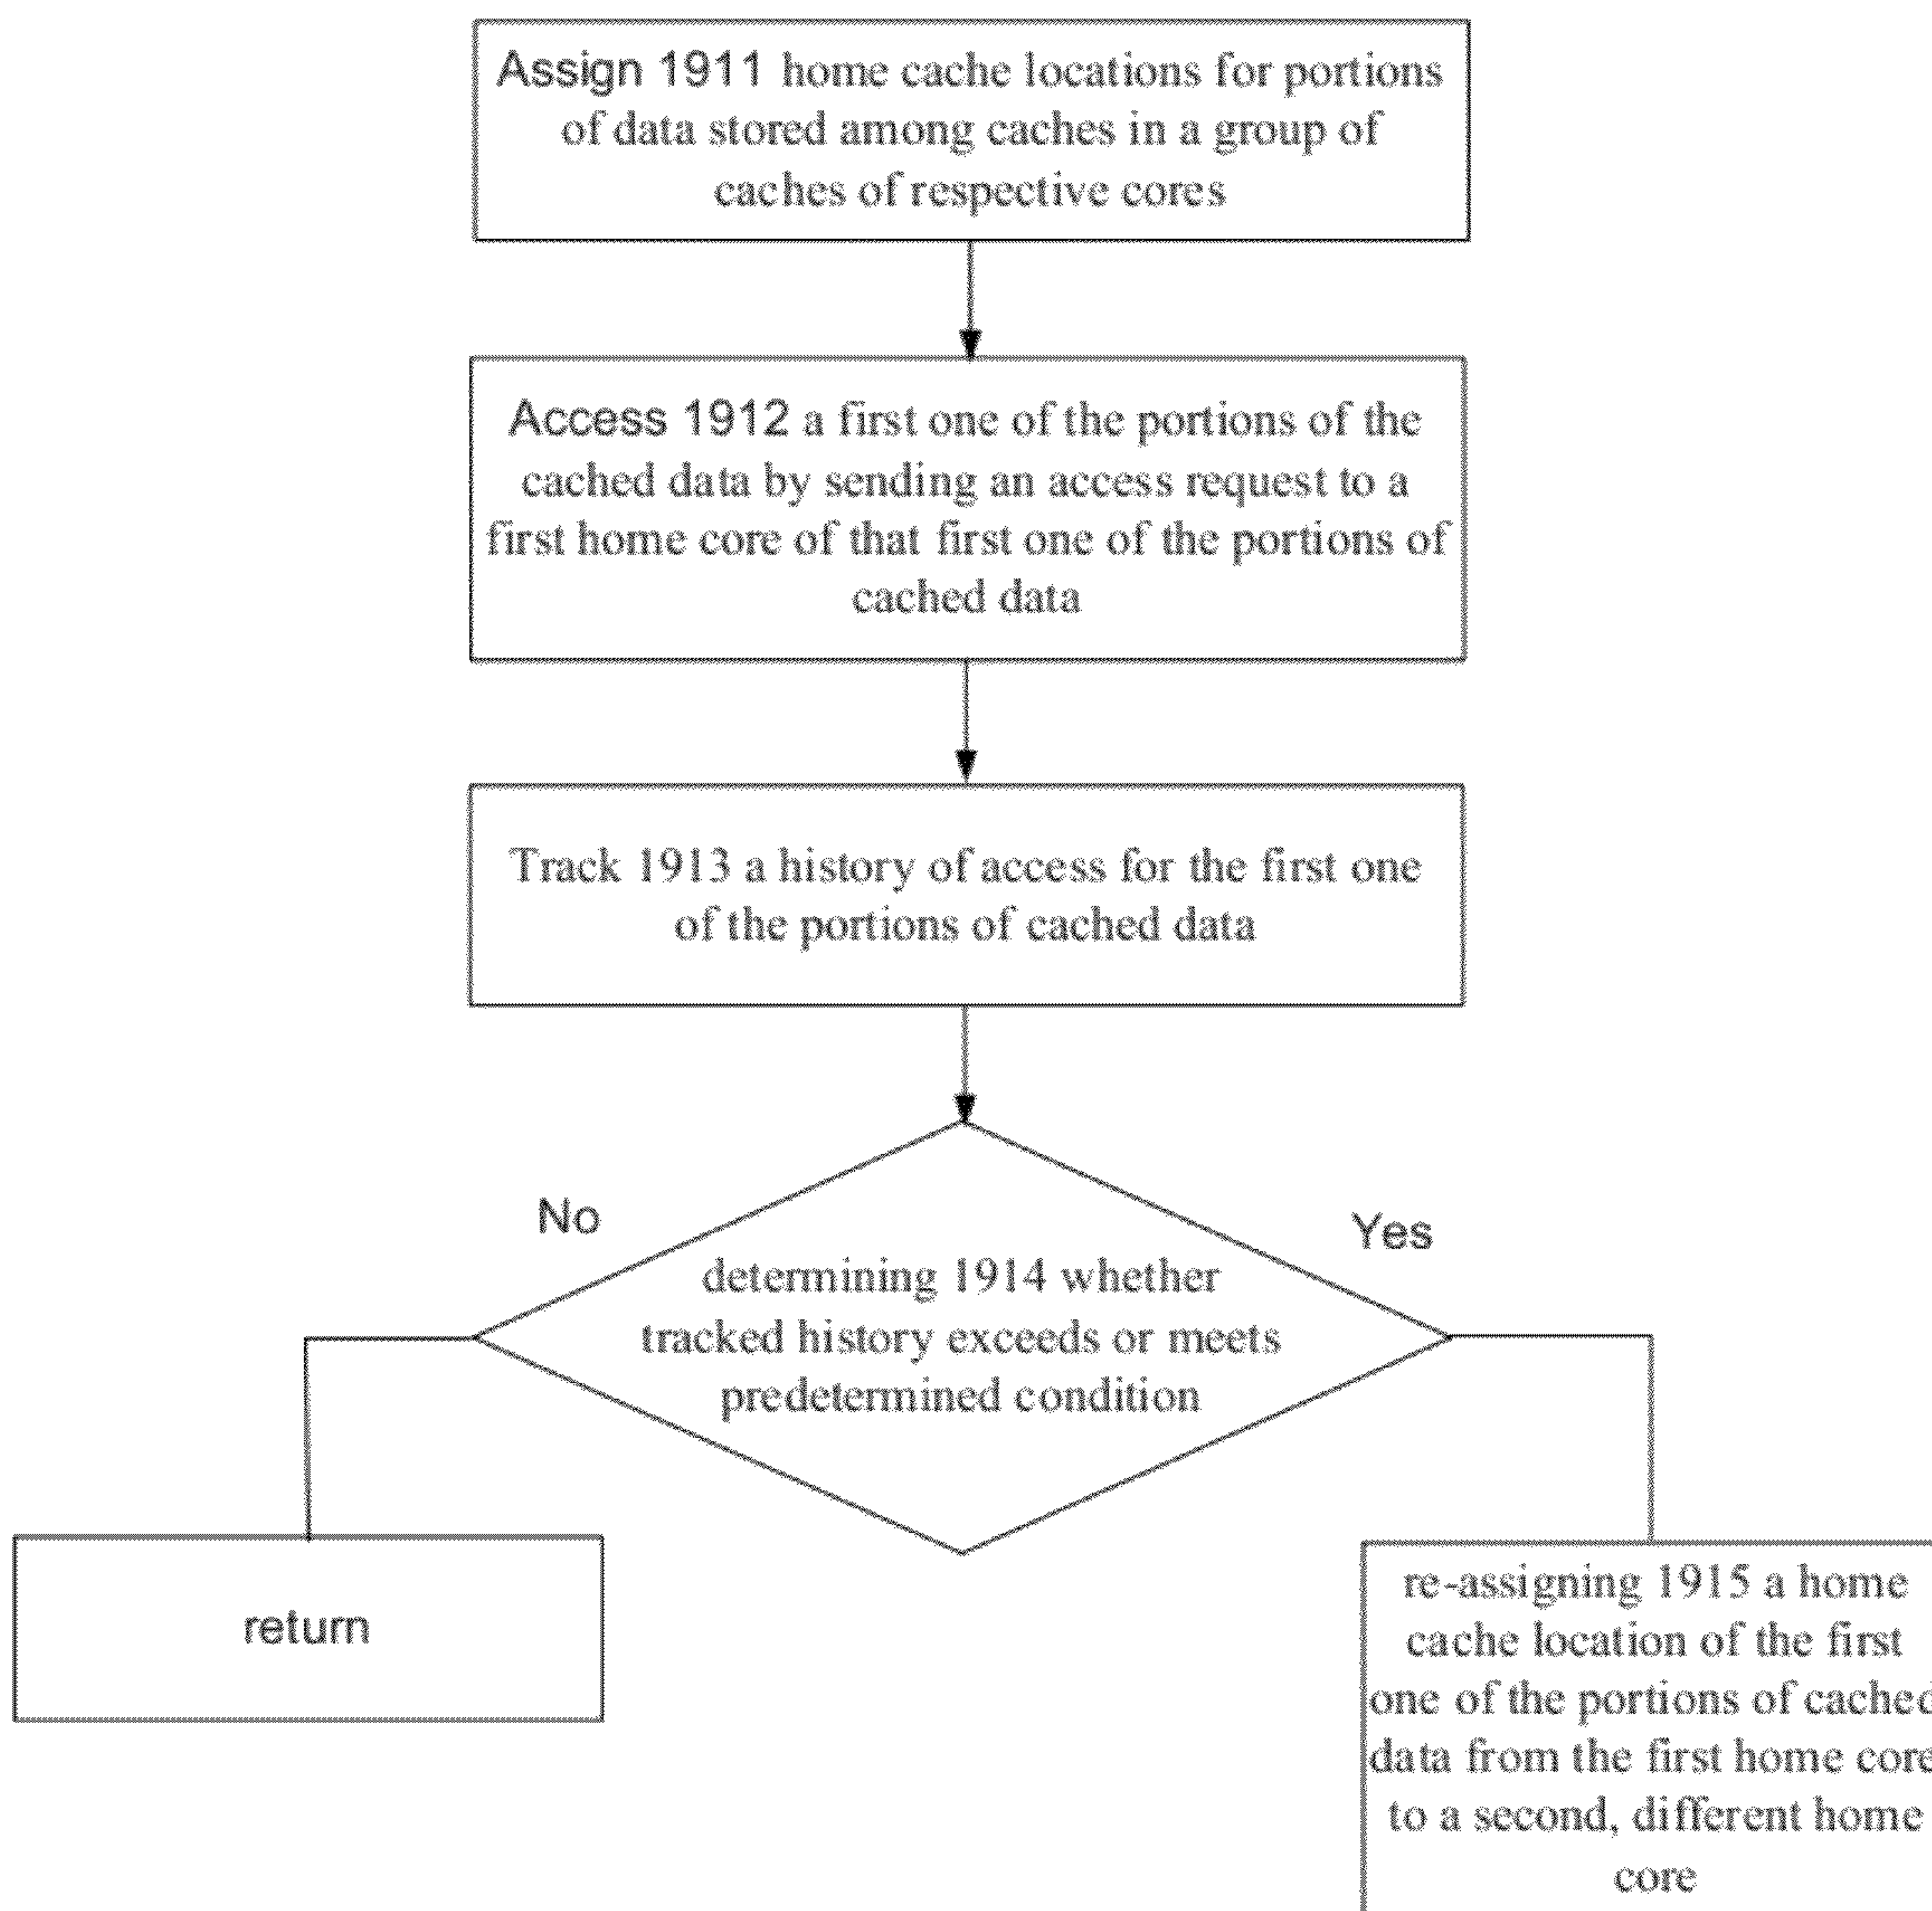 Assign 1911 home cache locations for portions
of data stored among caches in a group of
caches of respective cores
Access 1912 a first one of the portions of the
cached data by sending an access request to a
first home core of that first one of the portions of
cached data
Track 1913 a history of access for the first one
of the portions of cached data
No
Yes
determining 1914 whether
tracked history exceeds or meets
predetermined condition
return
re-assigning 1915 a home
cache location of the first
one of the portions of cached
data from the first home core
to a second, different home
core